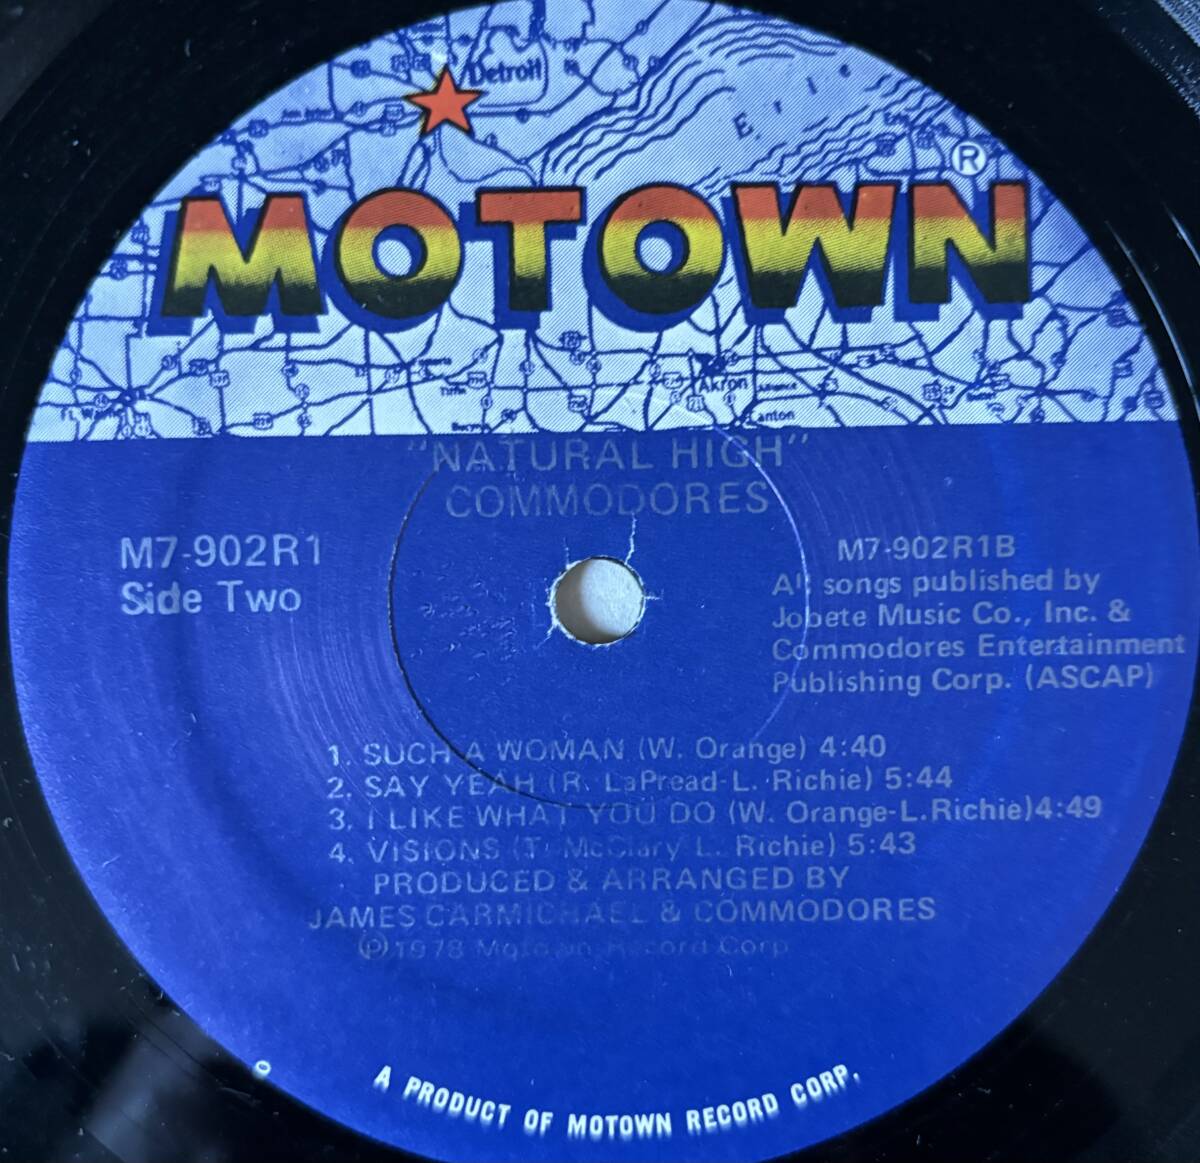 Detroit
Erie
®
MOTOWN
Akron
Canton
Ft. Wayne
"NATURAL HIGH"
COMMODORES
M7-902R1
Side Two
M7-902R1B
All songs published by
Jobete Music Co., Inc. &
Commodores Entertainment
Publishing Corp. (ASCAP)
1. SUCH A WOMAN (W. Orange) 4:40
2. SAY YEAH (R. LaPread-L. Richie) 5:44
3. I LIKE WHAT YOU DO (W. Orange-L.Richie)4:49
4. VISIONS (T. McClary L. Richie) 5:43
PRODUCED & ARRANGED BY
JAMES CARMICHAEL & COMMODORES
℗1978 Motown Record Corp
A PRODUCT OF MOTOWN RECORD CORP.